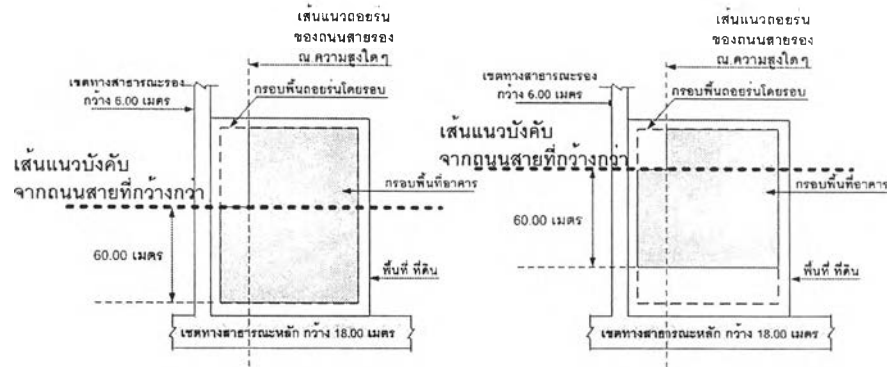 เส้นแนวถอยร่น
ของถนนสายรอง
ณ.ความสูงใดๆ
เขตทางสาธารณะรอง
กว้าง 6.00 เมตร
กรอบพื้นถอยร่นโดยรอบ
เส้นแนวบังคับ
จากถนนสายที่กว้างกว่า
กรอบพื้นที่อาคาร
60.00 เมตร
พื้นที่ ที่ดิน
เขตทางสาธารณะหลัก กว้าง 18.00 เมตร
เส้นแนวถอยร่น
ของถนนสายรอง
ณ.ความสูงใดๆ
เขตทางสาธารณะรอง
กว้าง 6.00 เมตร
กรอบพื้นถอยร่นโดยรอบ
เส้นแนวบังคับ
จากถนนสายที่กว้างกว่า
กรอบพื้นที่อาคาร
60.00 เมตร
พื้นที่ ที่ดิน
เขตทางสาธารณะหลัก กว้าง 18.00 เมตร